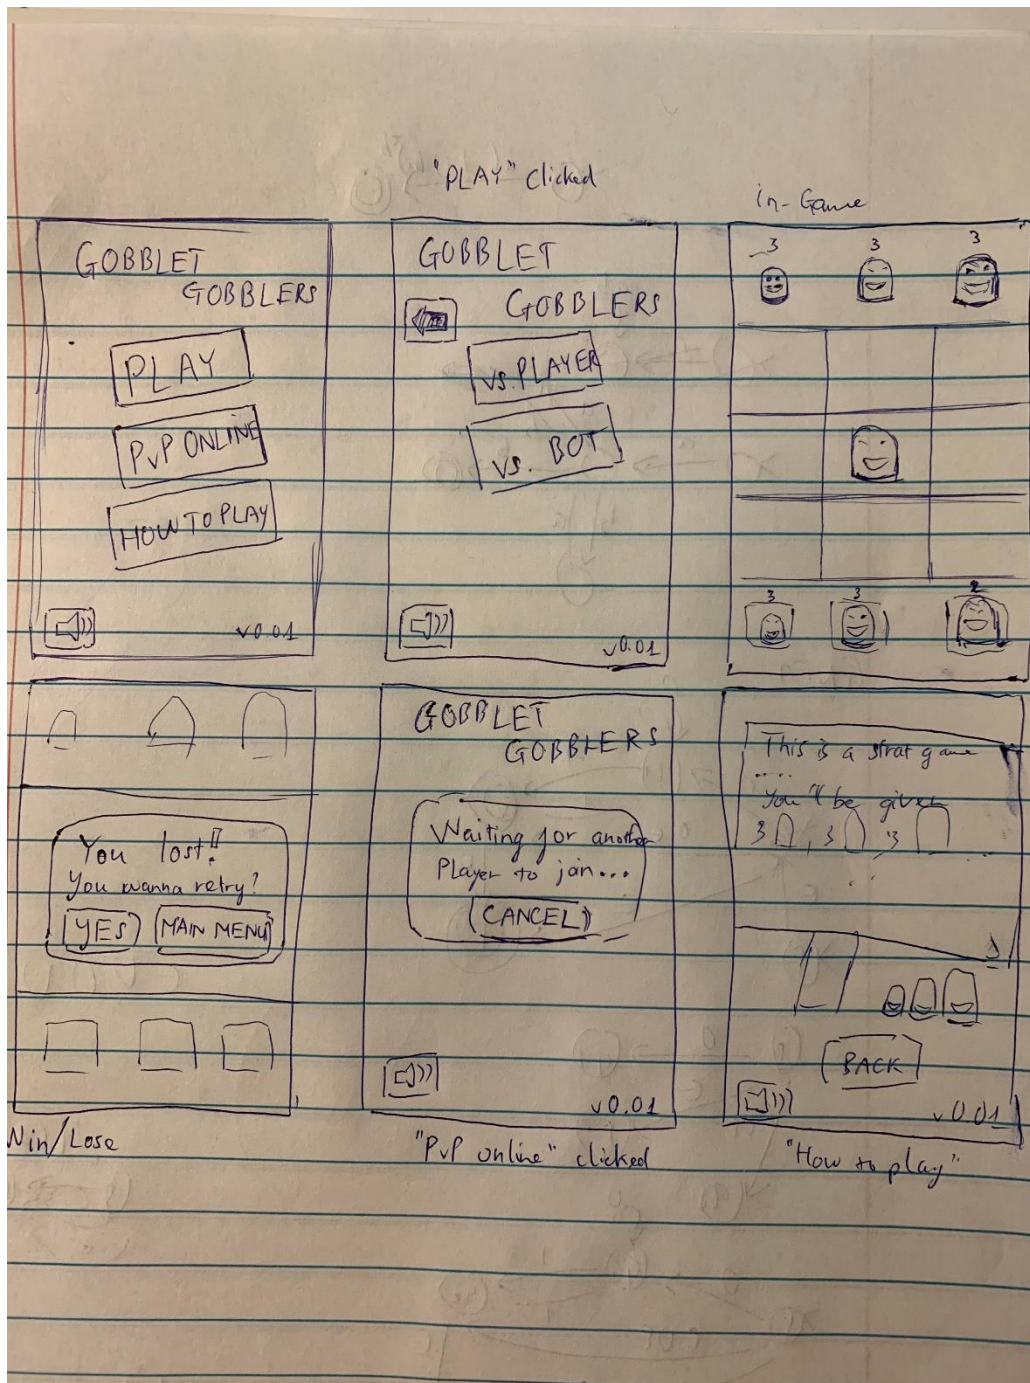 "PLAY" clicked
in-Game
GOBBLET
GOBBLERS
PLAY
PvP ONLINE
HOW TO PLAY
v0.01
GOBBLET
GOBBLERS
vs. PLAYER
vs. BOT
v0.01
3 3 3
3 3 2
You lost!!
You wanna retry?
YES MAIN MENU
Win/Lose
GOBBLET
GOBBLERS
Waiting for another
Player to join...
CANCEL
v0.01
"PvP online" clicked
This is a strat game
....
You'll be given
3 , 3 , 3 ...
BACK
v0.01
"How to play"